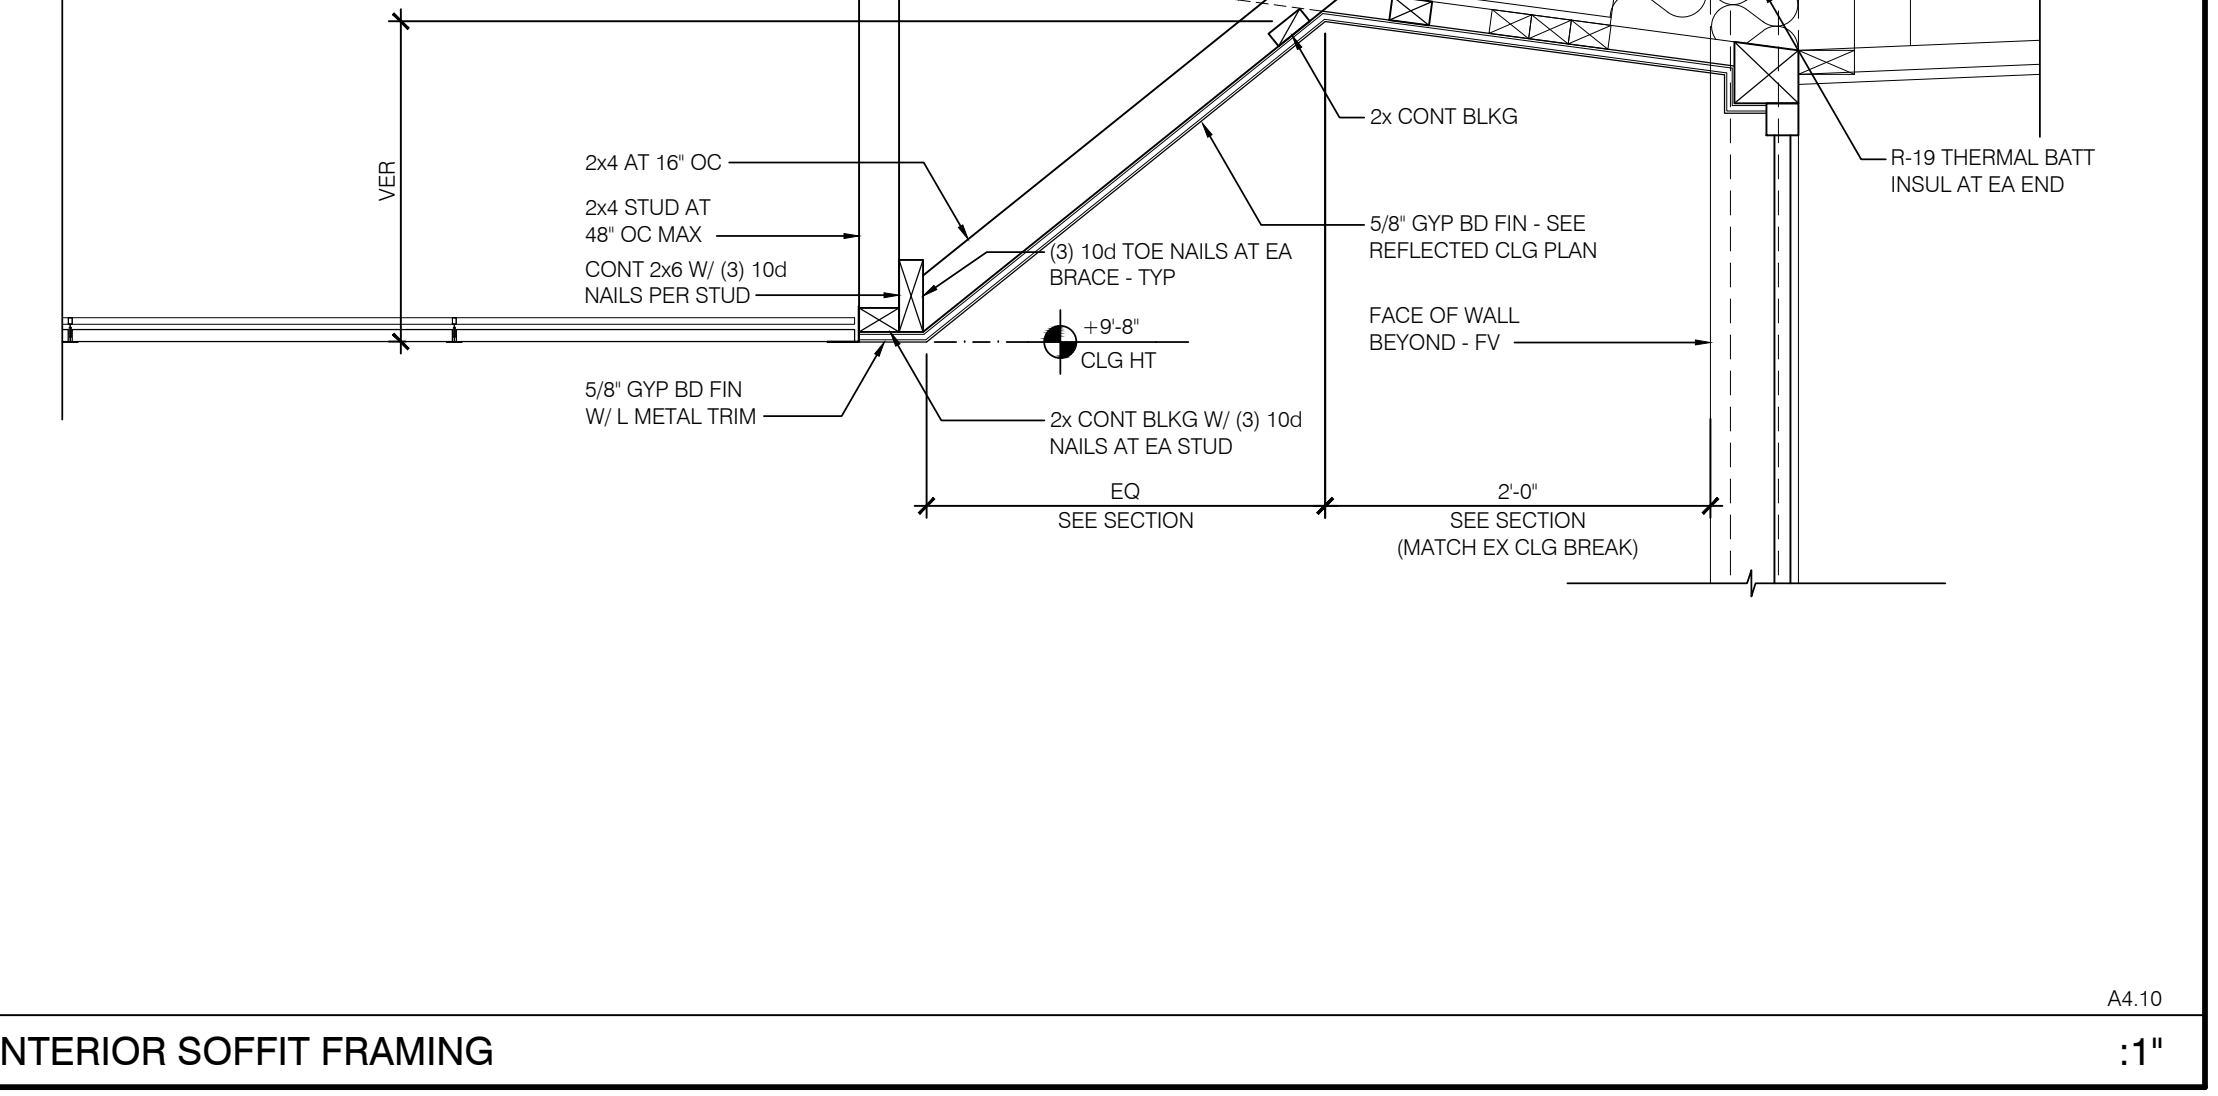 VER
2x4 AT 16" OC
2x4 STUD AT
48" OC MAX
CONT 2x6 W/ (3) 10d
NAILS PER STUD
5/8" GYP BD FIN
W/ L METAL TRIM
(3) 10d TOE NAILS AT EA
BRACE - TYP
+9'-8"
CLG HT
2x CONT BLKG W/ (3) 10d
NAILS AT EA STUD
2x CONT BLKG
5/8" GYP BD FIN - SEE
REFLECTED CLG PLAN
FACE OF WALL
BEYOND - FV
R-19 THERMAL BATT
INSUL AT EA END
EQ
SEE SECTION
2'-0"
SEE SECTION
(MATCH EX CLG BREAK)
A4.10
NTERIOR SOFFIT FRAMING
:1"